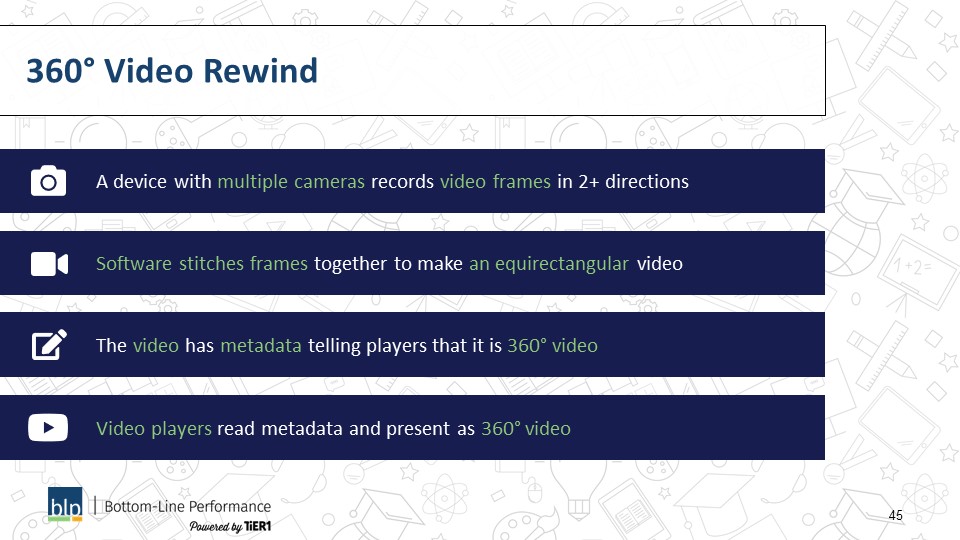 360° Video Rewind
A device with multiple cameras records video frames in 2+ directions
Software stitches frames together to make an equirectangular video
The video has metadata telling players that it is 360° video
Video players read metadata and present as 360° video
1+2=
blp | Bottom-Line Performance
Powered by TiER1
45